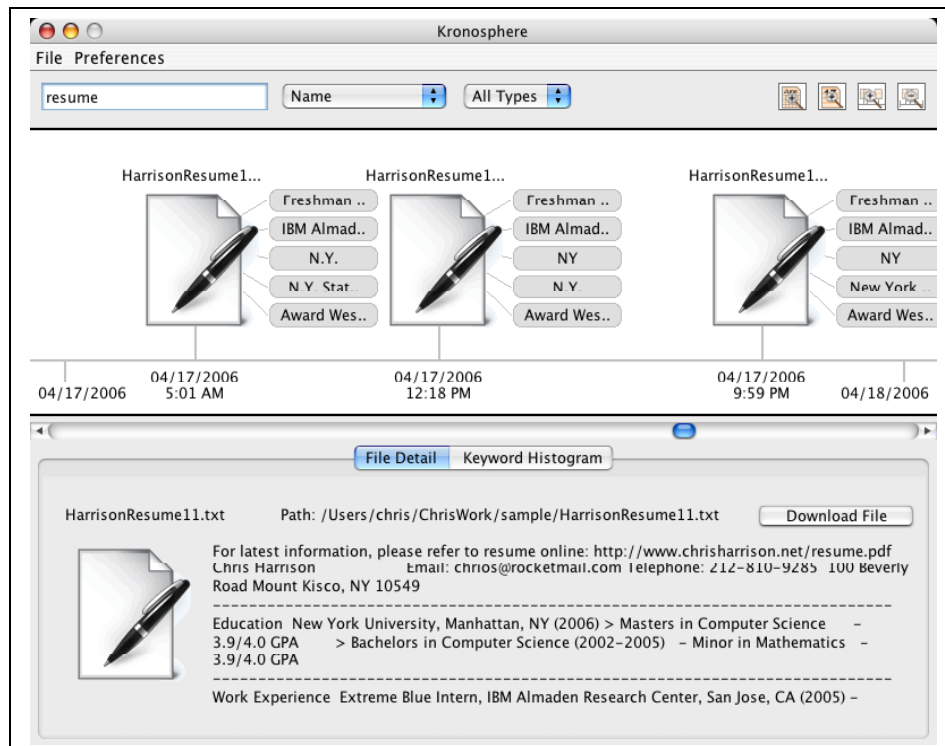 Kronosphere
File Preferences
resume Name All Types
HarrisonResume1... HarrisonResume1... HarrisonResume1...
Freshman .. Freshman .. Freshman ..
IBM Almad.. IBM Almad.. IBM Almad..
N.Y. NY NY
N.Y. Stat.. N.Y. New York ..
Award Wes.. Award Wes.. Award Wes..
04/17/2006 04/17/2006 04/17/2006
04/17/2006 5:01 AM 12:18 PM 9:59 PM 04/18/2006
File Detail Keyword Histogram
HarrisonResume11.txt Path: /Users/chris/ChrisWork/sample/HarrisonResume11.txt Download File
For latest information, please refer to resume online: http://www.chrisharrison.net/resume.pdf
Chris Harrison Email: chrios@rocketmail.com Telephone: 212-810-9285 100 Beverly
Road Mount Kisco, NY 10549
--------------------------------------------------------------------------------
Education New York University, Manhattan, NY (2006) > Masters in Computer Science -
3.9/4.0 GPA > Bachelors in Computer Science (2002-2005) - Minor in Mathematics -
3.9/4.0 GPA
--------------------------------------------------------------------------------
Work Experience Extreme Blue Intern, IBM Almaden Research Center, San Jose, CA (2005) -